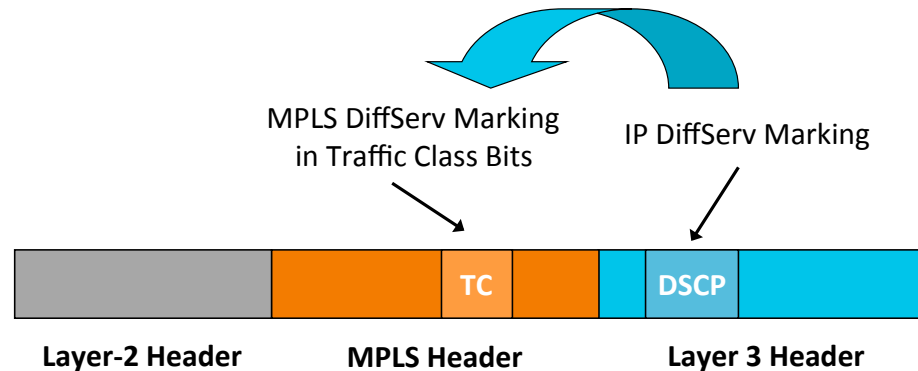 MPLS DiffServ Marking
in Traffic Class Bits
IP DiffServ Marking
TC
DSCP
Layer-2 Header
MPLS Header
Layer 3 Header